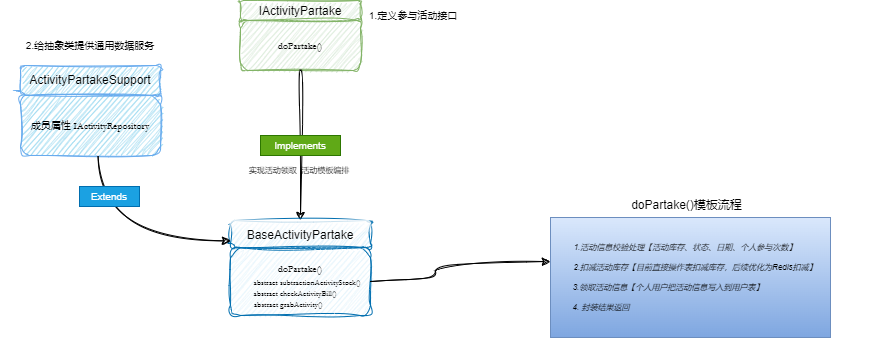 IActivityPartake
1.定义参与活动接口
doPartake()
2.给抽象类提供通用数据服务
ActivityPartakeSupport
成员属性 IActivityRepository
Implements
实现活动领取 活动模板编排
Extends
BaseActivityPartake
doPartake()
abstract subtractionActivityStock()
abstract checkActivityBill()
abstract grabActivity()
doPartake()模板流程
1.活动信息校验处理【活动库存、状态、日期、个人参与次数】
2.扣减活动库存【目前直接操作表扣减库存，后续优化为Redis扣减】
3.领取活动信息【个人用户把活动信息写入到用户表】
4. 封装结果返回